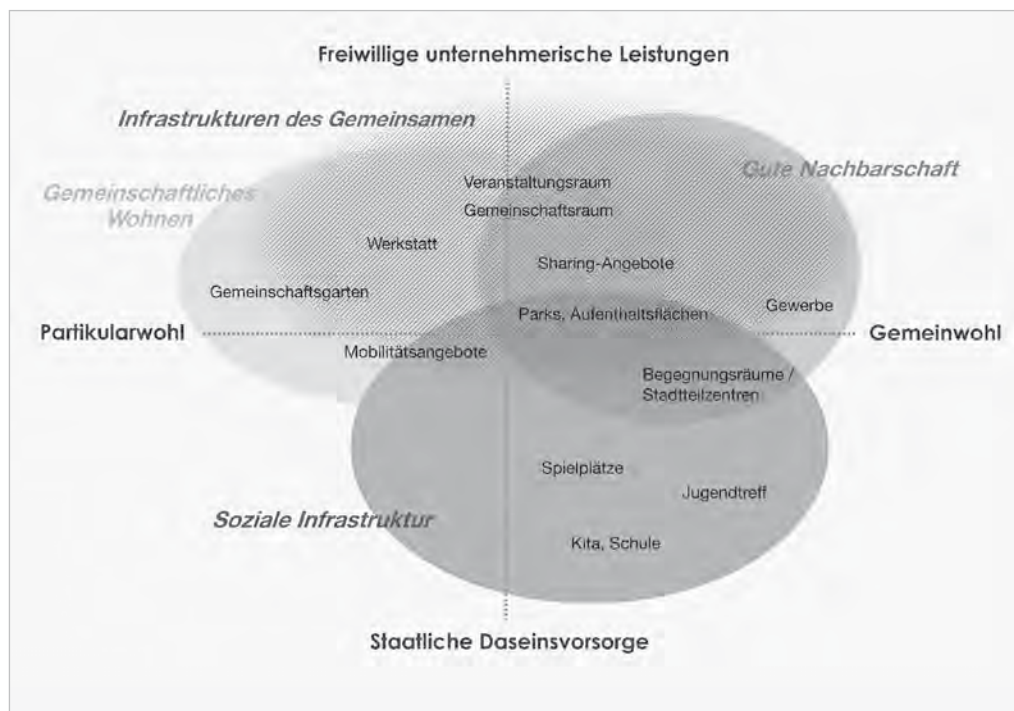 Freiwillige unternehmerische Leistungen
Infrastrukturen des Gemeinsamen
Gute Nachbarschaft
Gemeinschaftliches
Wohnen
Veranstaltungsraum
Gemeinschaftsraum
Werkstatt
Sharing-Angebote
Gemeinschaftsgarten
Gewerbe
Parks, Aufenthaltsflächen
Partikularwohl
Gemeinwohl
Mobilitätsangebote
Begegnungsräume /
Stadtteilzentren
Spielplätze
Jugendtreff
Soziale Infrastruktur
Kita, Schule
Staatliche Daseinsvorsorge